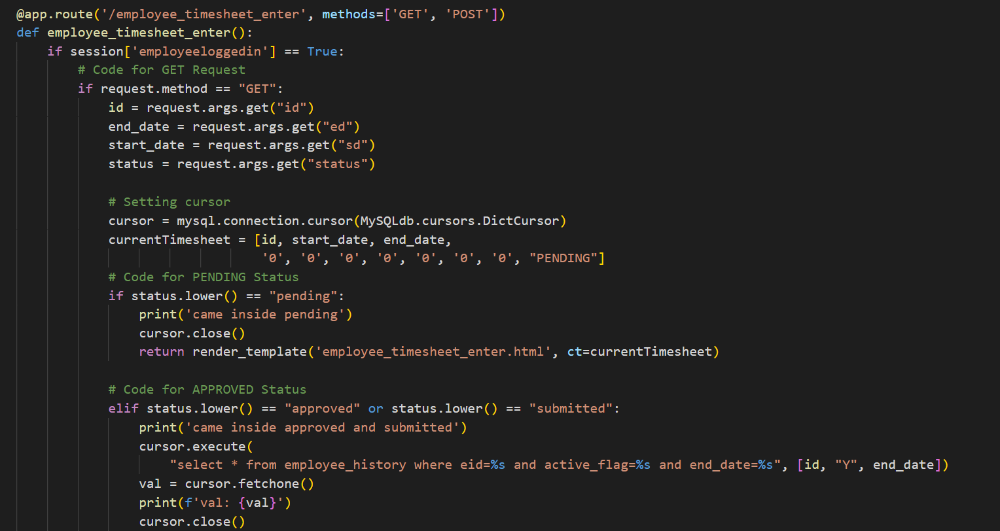 @app.route('/employee_timesheet_enter', methods=['GET', 'POST'])
def employee_timesheet_enter():
    if session['employeeloggedin'] == True:
        # Code for GET Request
        if request.method == "GET":
            id = request.args.get("id")
            end_date = request.args.get("ed")
            start_date = request.args.get("sd")
            status = request.args.get("status")

            # Setting cursor
            cursor = mysql.connection.cursor(MySQLdb.cursors.DictCursor)
            currentTimesheet = [id, start_date, end_date,
                                '0', '0', '0', '0', '0', '0', '0', "PENDING"]
            # Code for PENDING Status
            if status.lower() == "pending":
                print('came inside pending')
                cursor.close()
                return render_template('employee_timesheet_enter.html', ct=currentTimesheet)

            # Code for APPROVED Status
            elif status.lower() == "approved" or status.lower() == "submitted":
                print('came inside approved and submitted')
                cursor.execute(
                    "select * from employee_history where eid=%s and active_flag=%s and end_date=%s", [id, "Y", end_date])
                val = cursor.fetchone()
                print(f'val: {val}')
                cursor.close()